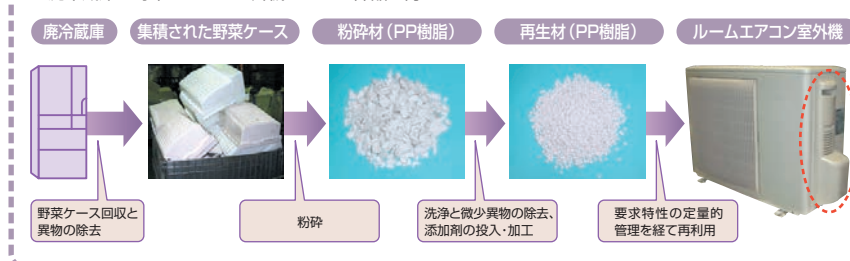 廃冷蔵庫
集積された野菜ケース
粉砕材(PP樹脂)
再生材(PP樹脂)
ルームエアコン室外機
野菜ケース回収と
異物の除去
粉砕
洗浄と微少異物の除去、
添加剤の投入・加工
要求特性の定量的
管理を経て再利用